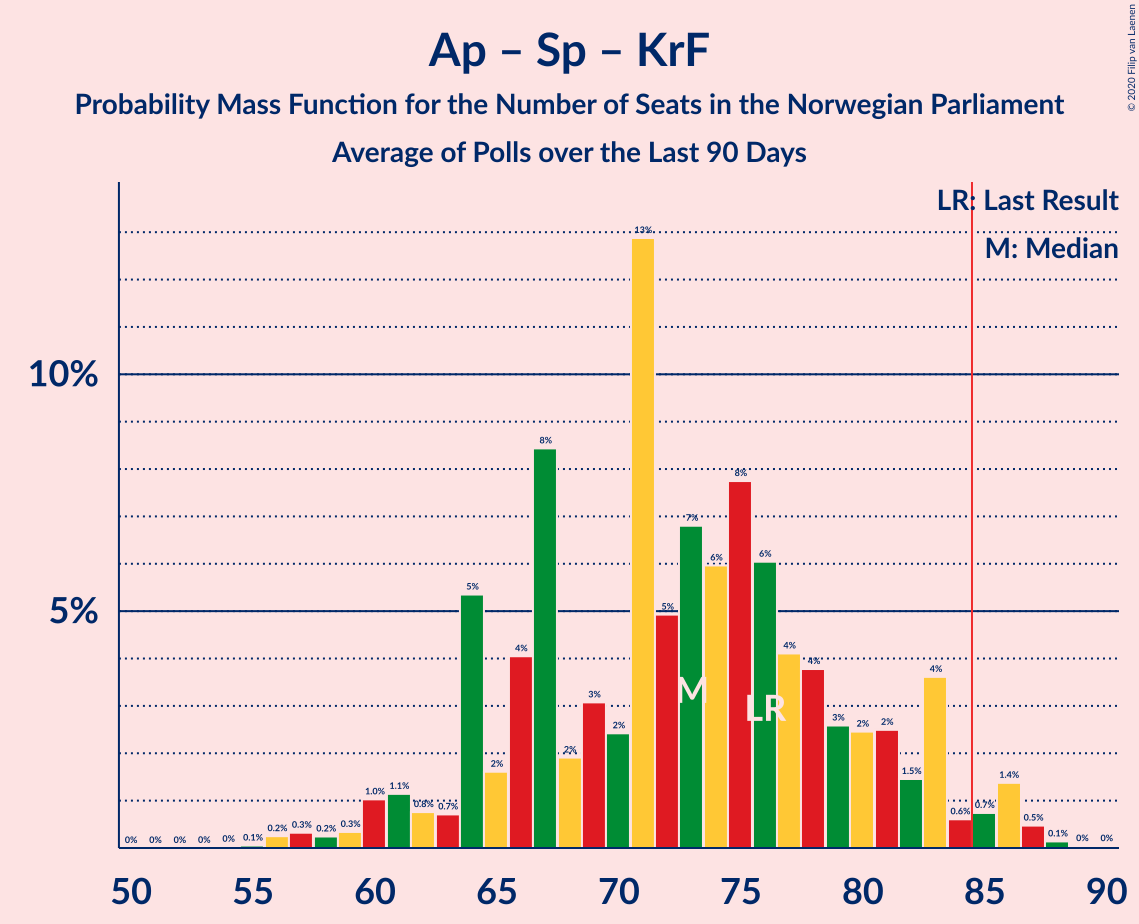 Ap – Sp – KrF
Probability Mass Function for the Number of Seats in the Norwegian Parliament
Average of Polls over the Last 90 Days
© 2020 Filip van Laenen
LR: Last Result
M: Median
10%
5%
0% 0% 0% 0% 0% 0.1% 0.2% 0.3% 0.2% 0.3% 1.0% 1.1% 0.8% 0.7% 5% 2% 4% 8% 2% 3% 2% 13% 5% 7% 6% 8% 6% 4% 4% 3% 2% 2% 1.5% 4% 0.6% 0.7% 1.4% 0.5% 0.1% 0% 0%
M
LR
50 55 60 65 70 75 80 85 90